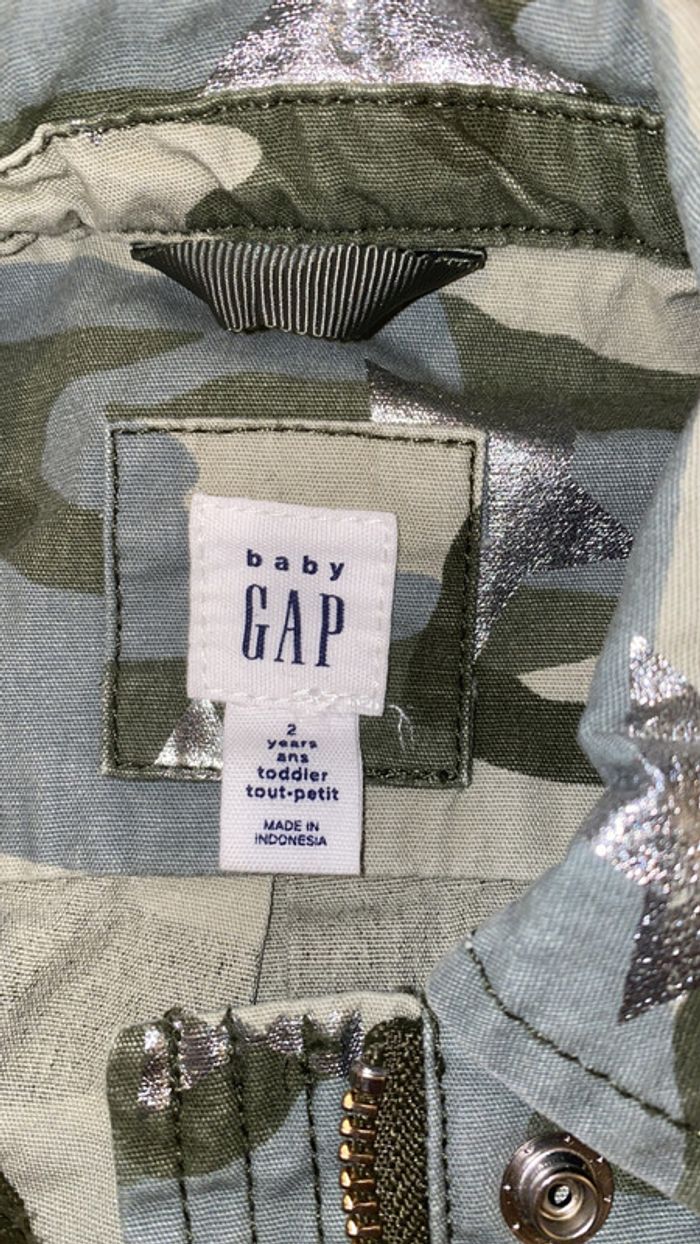 baby
GAP
2
years
ans
toddler
tout-petit
MADE IN
INDONESIA